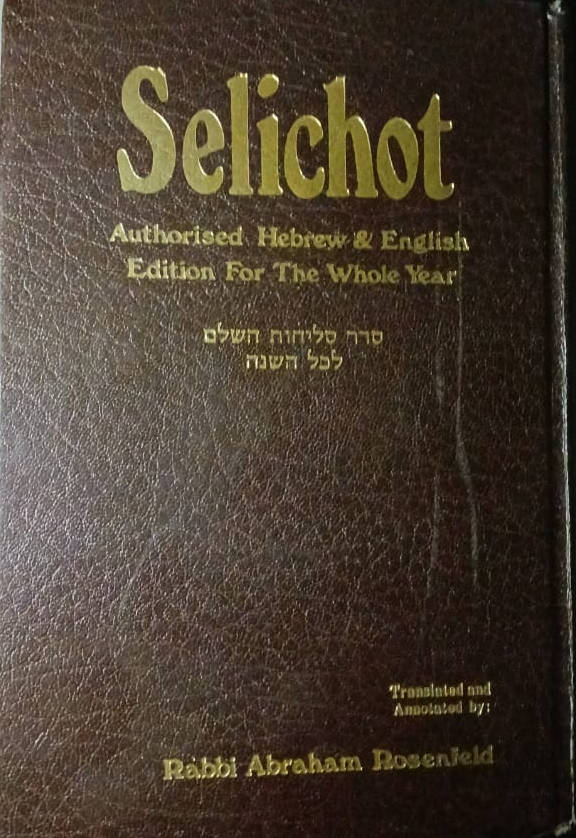 Selichot
Authorised Hebrew & English
Edition For The Whole Year
סדר סליחות השלם
לכל השנה
Translated and
Annotated by:
Rabbi Abraham Rosenfeld